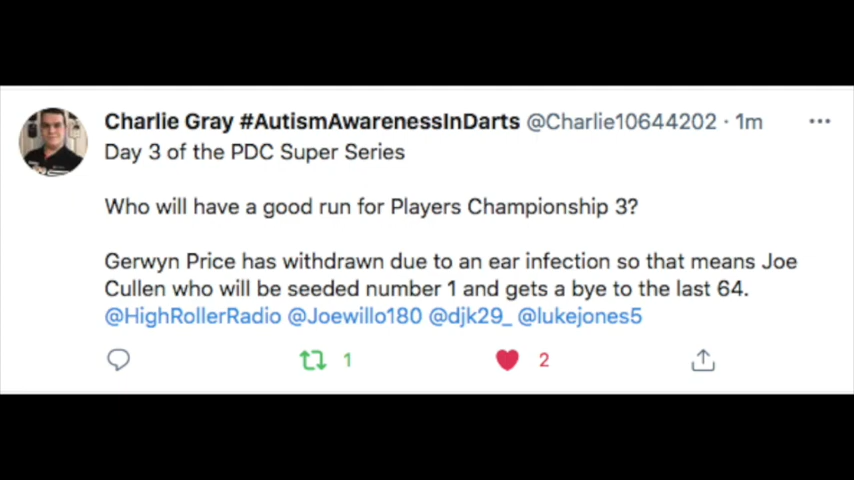 Charlie Gray #AutismAwarenessInDarts @Charlie10644202 · 1m
Day 3 of the PDC Super Series
Who will have a good run for Players Championship 3?
Gerwyn Price has withdrawn due to an ear infection so that means Joe
Cullen who will be seeded number 1 and gets a bye to the last 64.
@HighRollerRadio @Joewillo180 @djk29_ @lukejones5
1 2